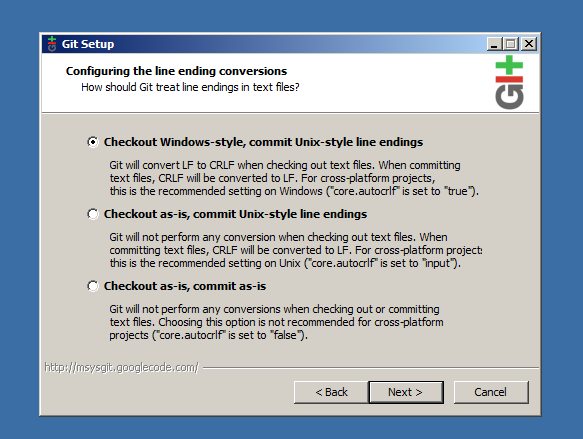 Git Setup
Configuring the line ending conversions
How should Git treat line endings in text files?
GIT
Checkout Windows-style, commit Unix-style line endings
Git will convert LF to CRLF when checking out text files. When committing
text files, CRLF will be converted to LF. For cross-platform projects,
this is the recommended setting on Windows ("core.autocrlf" is set to "true").
Checkout as-is, commit Unix-style line endings
Git will not perform any conversion when checking out text files. When
committing text files, CRLF will be converted to LF. For cross-platform projects
this is the recommended setting on Unix ("core.autocrlf" is set to "input").
Checkout as-is, commit as-is
Git will not perform any conversions when checking out or committing
text files. Choosing this option is not recommended for cross-platform
projects ("core.autocrlf" is set to "false").
http://msysgit.googlecode.com/
< Back
Next >
Cancel